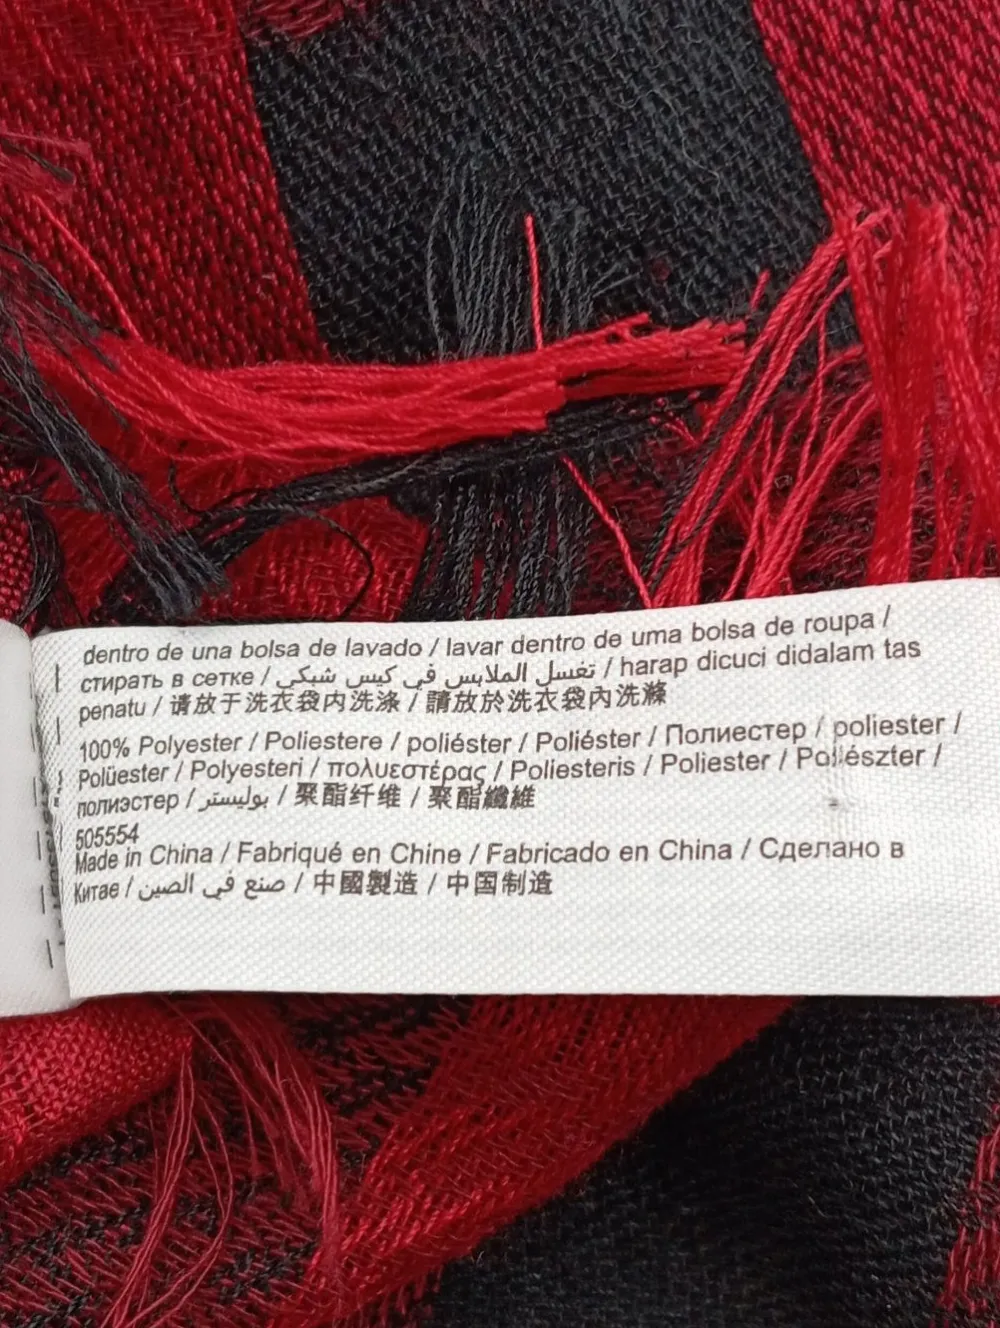 dentro de una bolsa de lavado / lavar dentro de uma bolsa de roupa /
стирать в сетке / تغسل الملابس في كيس شبكي / harap dicuci didalam tas
penatu / 请放于洗衣袋内洗涤 / 請放於洗衣袋內洗滌
100% Polyester / Poliestere / poliéster / Poliéster / Полиестер / poliester /
Polüester / Polyesteri / πολυεστέρας / Poliesteris / Poliester / Poliészter /
полиэстер / بوليستر / 聚酯纤维 / 聚酯纖維
505554
Made in China / Fabriqué en Chine / Fabricado en China / Сделано в
Китае / صنع في الصين / 中國製造 / 中国制造